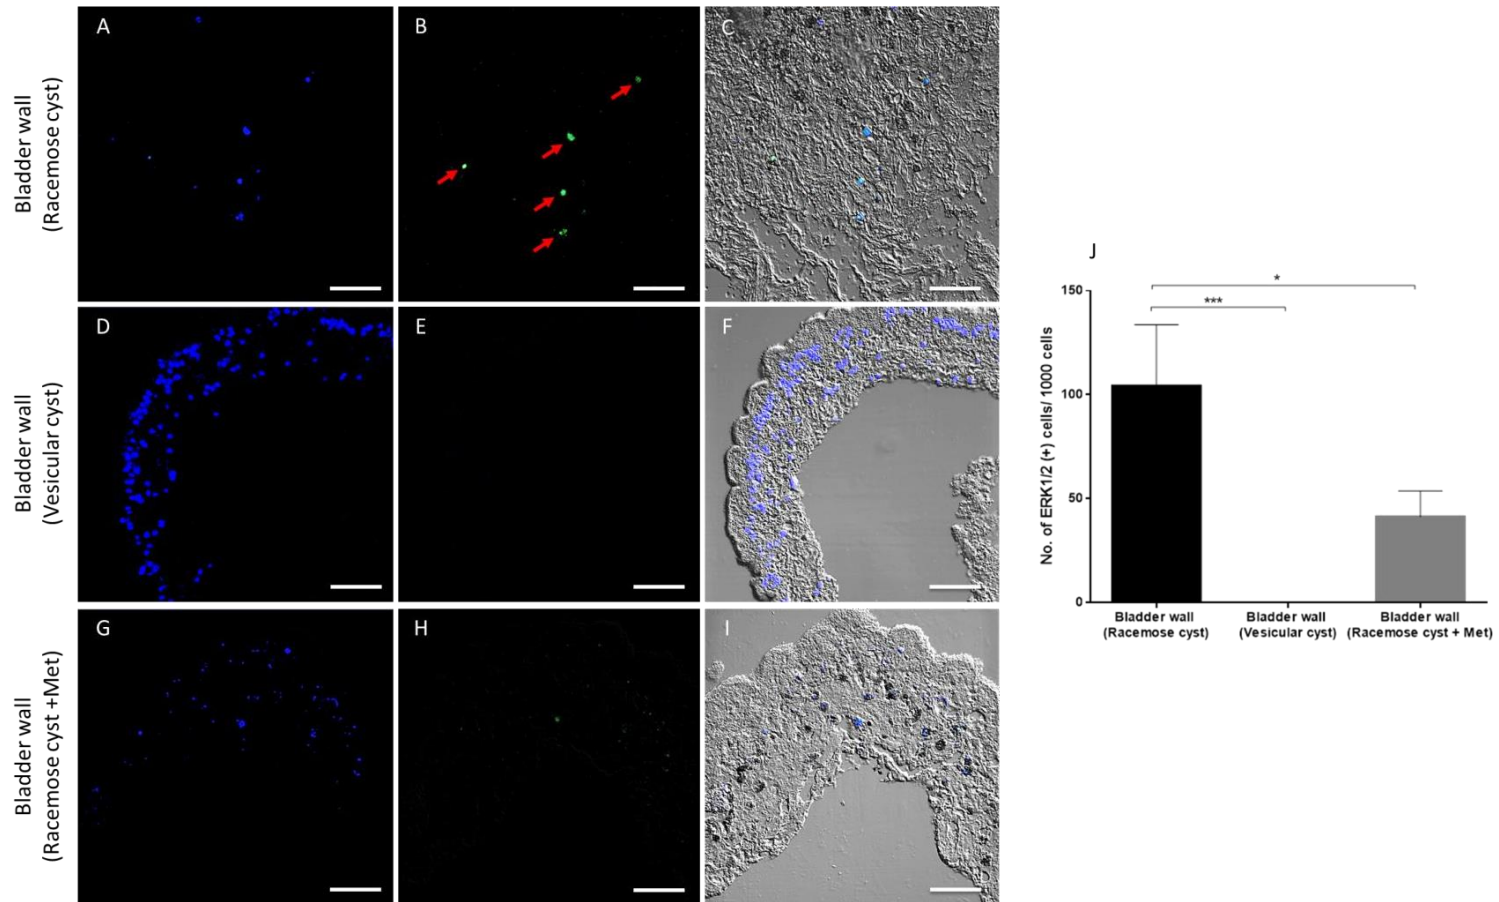 A
B
C
Bladder wall
(Racemose cyst)
D
E
F
Bladder wall
(Vesicular cyst)
G
H
I
Bladder wall
(Racemose cyst +Met)
J
*
***
150
100
50
0
No. of ERK1/2 (+) cells/ 1000 cells
Bladder wall
(Racemose cyst)
Bladder wall
(Vesicular cyst)
Bladder wall
(Racemose cyst + Met)